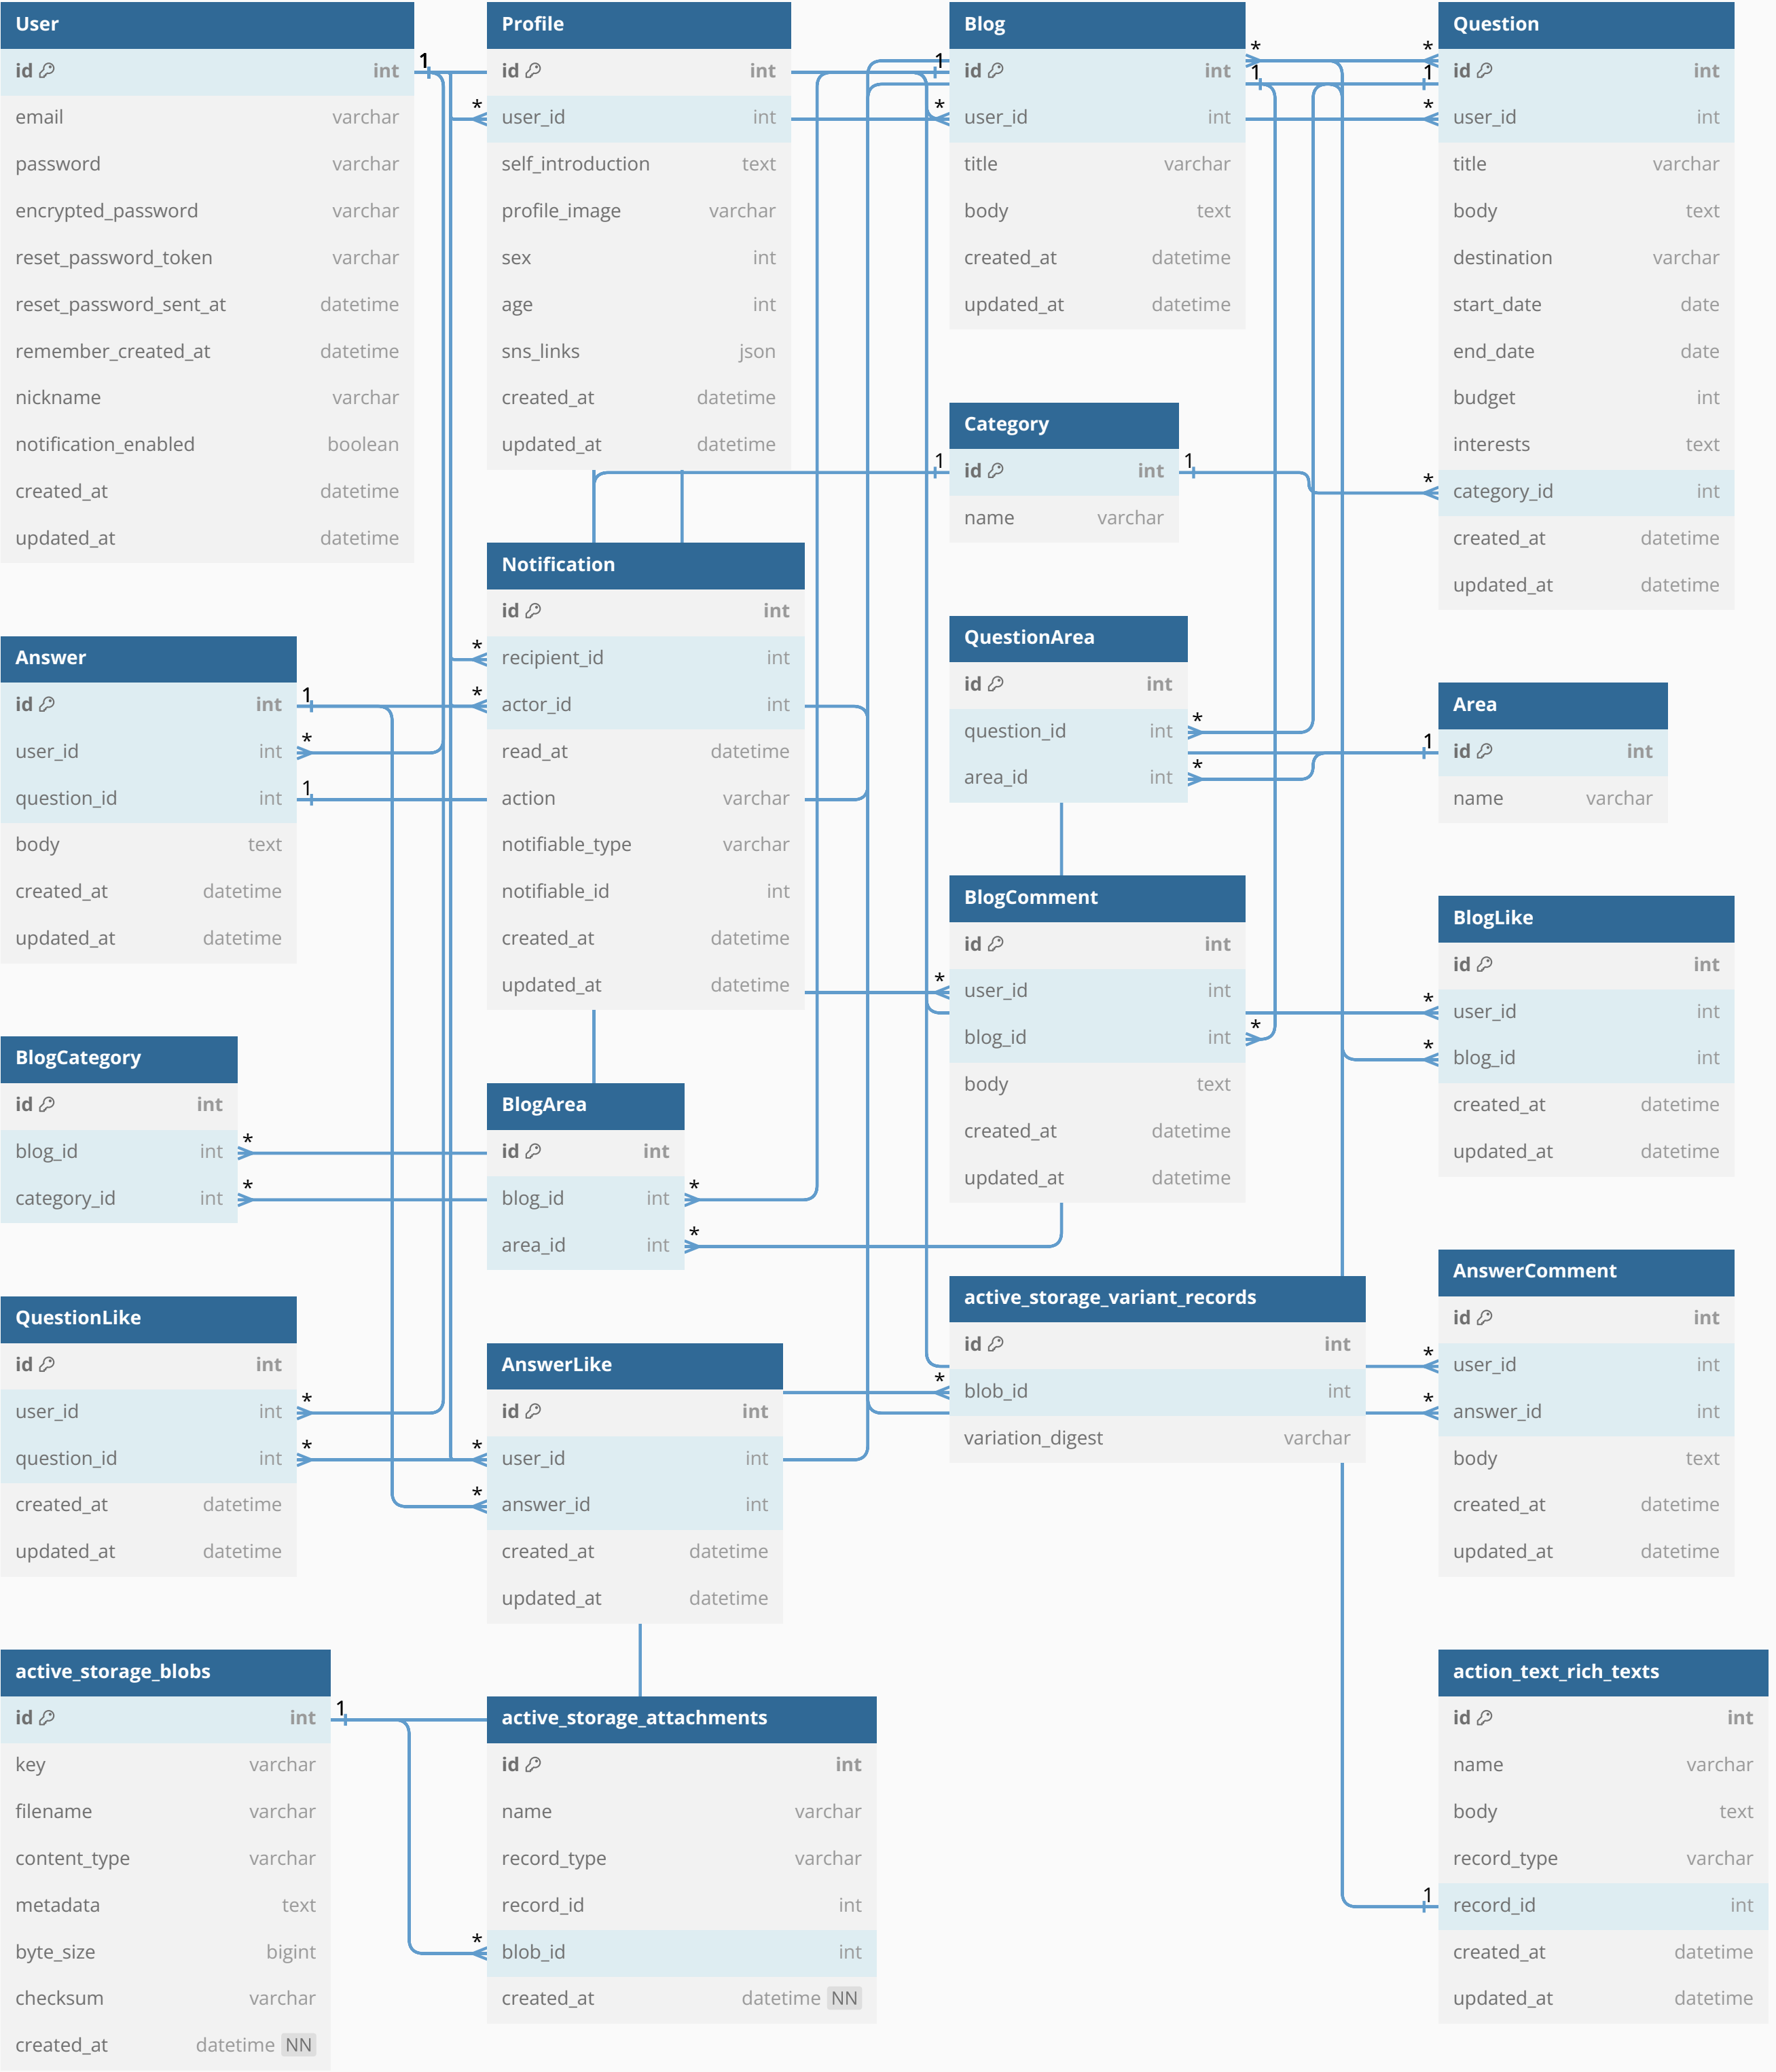 User
id int
email varchar
password varchar
encrypted_password varchar
reset_password_token varchar
reset_password_sent_at datetime
remember_created_at datetime
nickname varchar
notification_enabled boolean
created_at datetime
updated_at datetime
1
Profile
id int
* user_id int
self_introduction text
profile_image varchar
sex int
age int
sns_links json
created_at datetime
updated_at datetime
Blog
1 id int *
* user_id int 1
title varchar
body text
created_at datetime
updated_at datetime
Question
* id int
1
* user_id int
title varchar
body text
destination varchar
start_date date
end_date date
budget int
interests text
* category_id int
created_at datetime
updated_at datetime
Category
1 id int 1
name varchar
Notification
id int
* recipient_id int
* actor_id int
read_at datetime
action varchar
notifiable_type varchar
notifiable_id int
created_at datetime
updated_at datetime
Answer
id int 1
user_id int *
question_id int 1
body text
created_at datetime
updated_at datetime
QuestionArea
id int
question_id int *
area_id int *
Area
1 id int
name varchar
BlogComment
id int
* user_id int
blog_id int *
body text
created_at datetime
updated_at datetime
BlogLike
id int
* user_id int
* blog_id int
created_at datetime
updated_at datetime
BlogCategory
id int
blog_id int *
category_id int *
BlogArea
id int
blog_id int *
area_id int *
active_storage_variant_records
id int
* blob_id int
variation_digest varchar
AnswerComment
id int
* user_id int
* answer_id int
body text
created_at datetime
updated_at datetime
QuestionLike
id int
user_id int *
question_id int *
created_at datetime
updated_at datetime
AnswerLike
id int
* user_id int
* answer_id int
created_at datetime
updated_at datetime
active_storage_blobs
id int 1
key varchar
filename varchar
content_type varchar
metadata text
byte_size bigint
checksum varchar
created_at datetime NN
active_storage_attachments
id int
name varchar
record_type varchar
record_id int
* blob_id int
created_at datetime NN
action_text_rich_texts
id int
name varchar
body text
record_type varchar
1 record_id int
created_at datetime
updated_at datetime